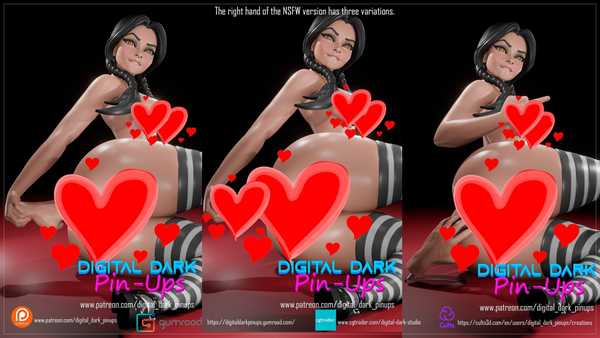 The right hand of the NSFW version has three variations.
DIGITAL DARK
Pin-Ups
www.patreon.com/digital_dark_pinups
DIGITAL DARK
Pin-Ups
www.patreon.com/digital_dark_pinups
DIGITAL DARK
Pin-Ups
www.patreon.com/digital_dark_pinups
www.patreon.com/digital_dark_pinups
gumroad
https://digitaldarkpinups.gumroad.com/
cgtrader
www.cgtrader.com/digital-dark-studio
Cults
https://cults3d.com/en/users/digital_dark_pinups/creations